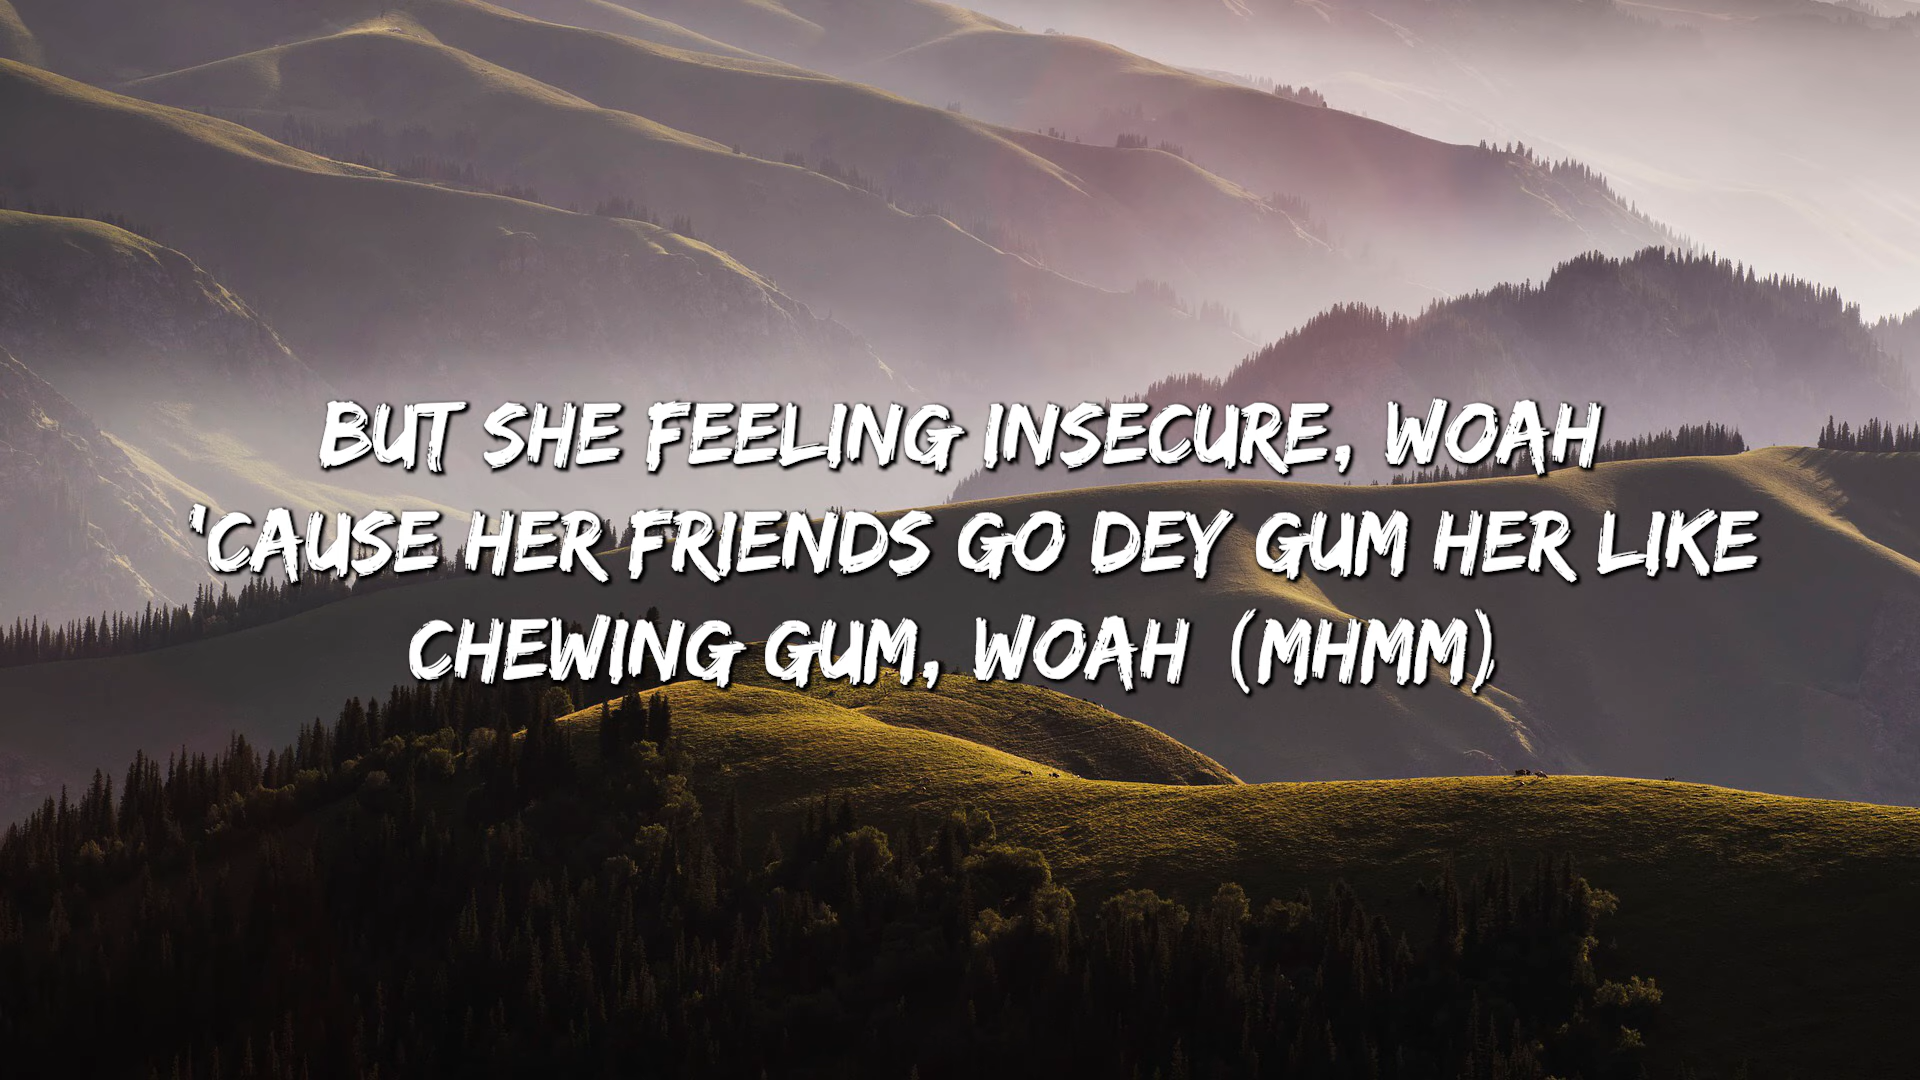 BUT SHE FEELING INSECURE, WOAH
'CAUSE HER FRIENDS GO DEY GUM HER LIKE
CHEWING GUM, WOAH (MHMM)